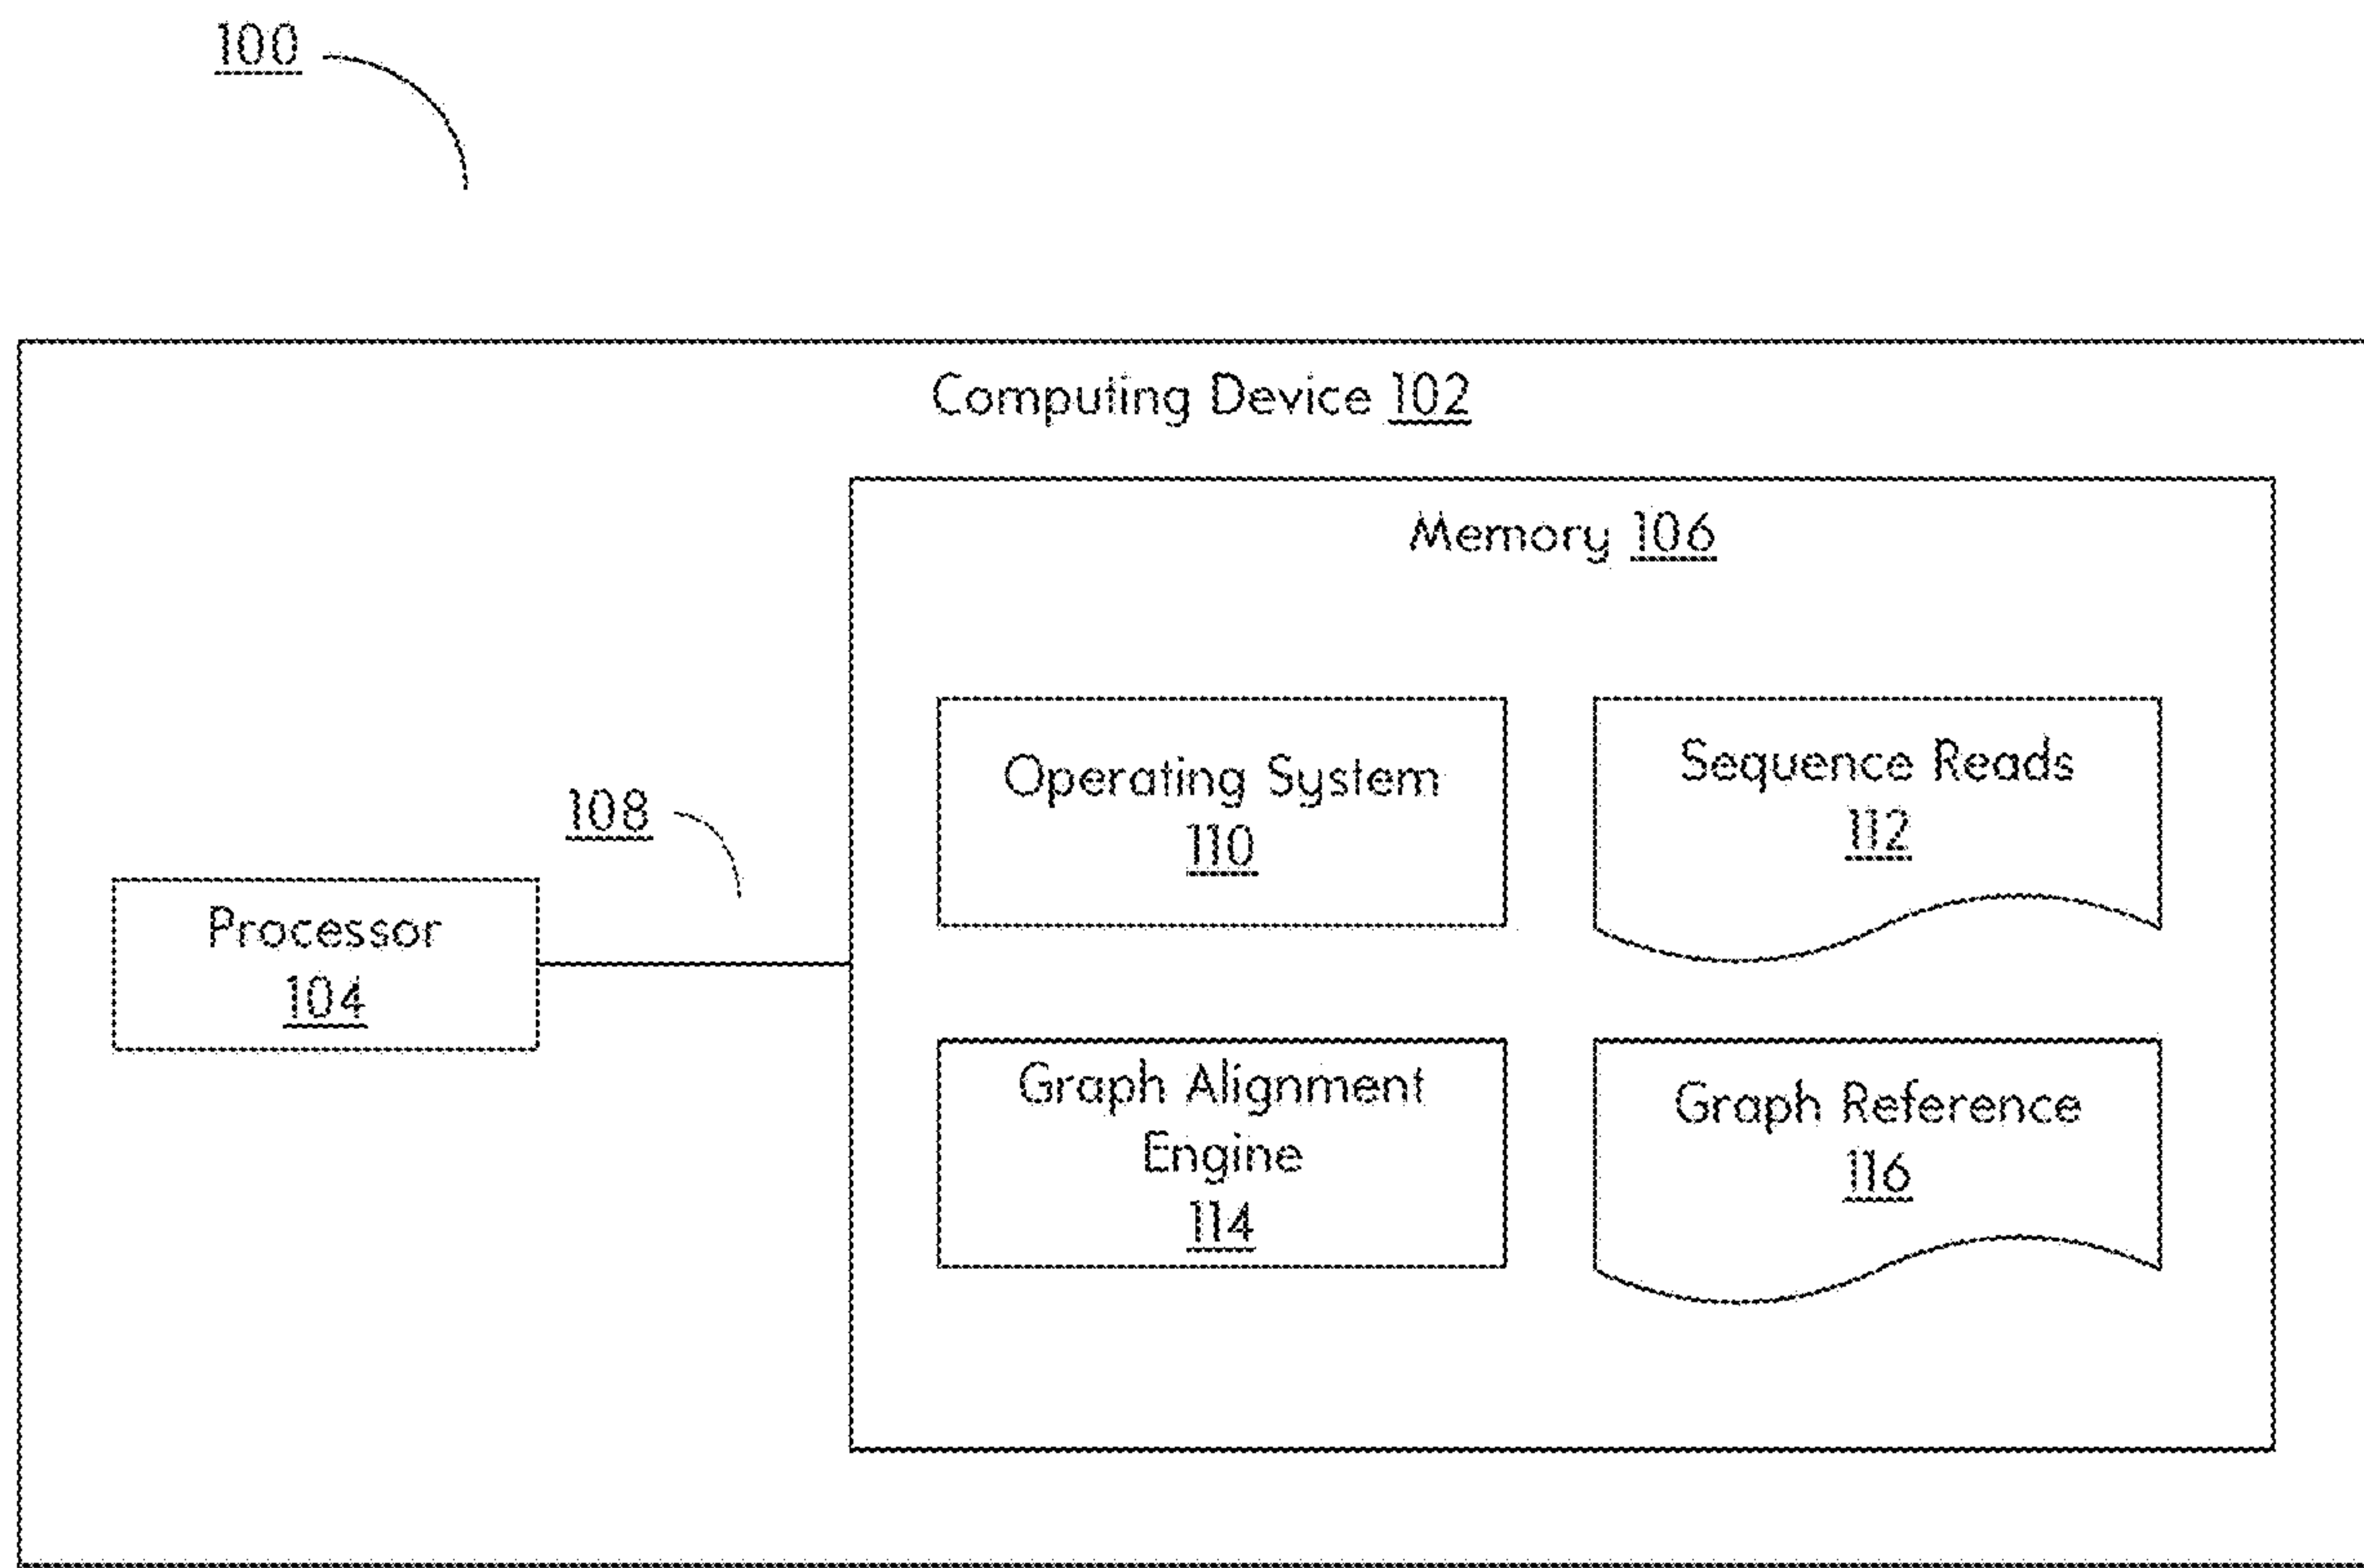 100
Computing Device 102
Memory 106
Operating System
110
Sequence Reads
112
108
Processor
104
Graph Alignment
Engine
114
Graph Reference
116